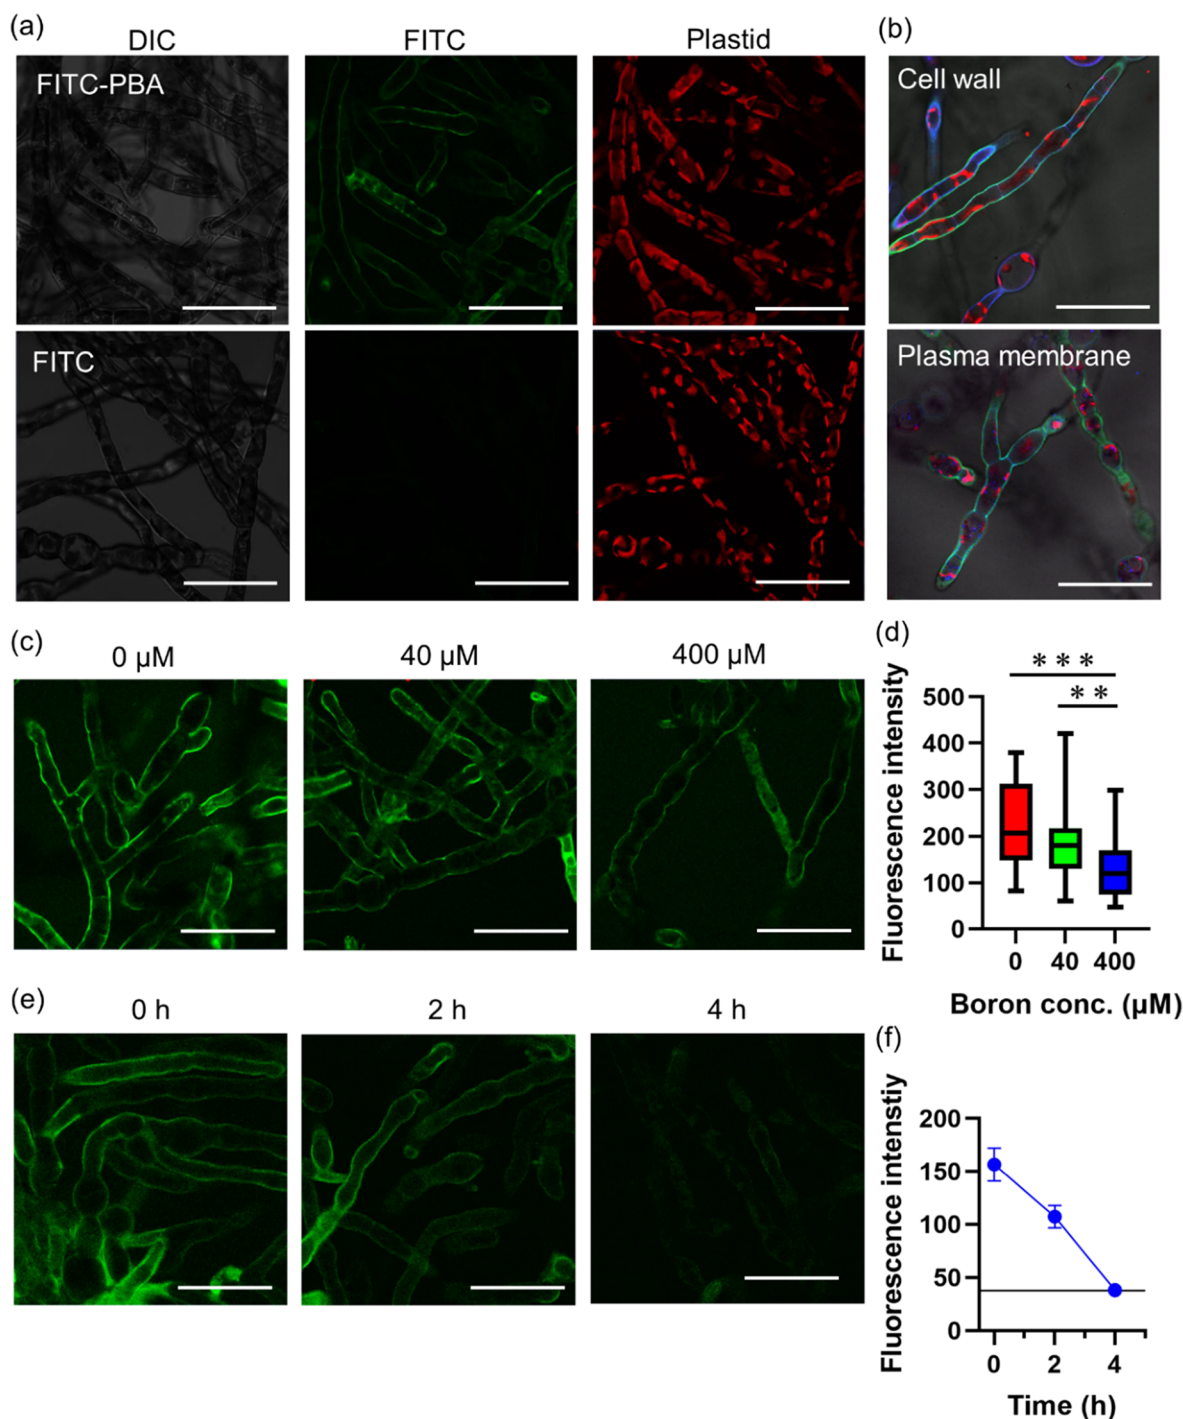 (a)
DIC
FITC
Plastid
(b)
FITC-PBA
Cell wall
FITC
Plasma membrane
(c)
0 µM
40 µM
400 µM
(d)
Fluorescence intensity
∗∗∗
∗∗
500
400
300
200
100
0
0 40 400
Boron conc. (µM)
(e)
0 h
2 h
4 h
(f)
Fluorescence intenstiy
200
150
100
50
0
0 2 4
Time (h)